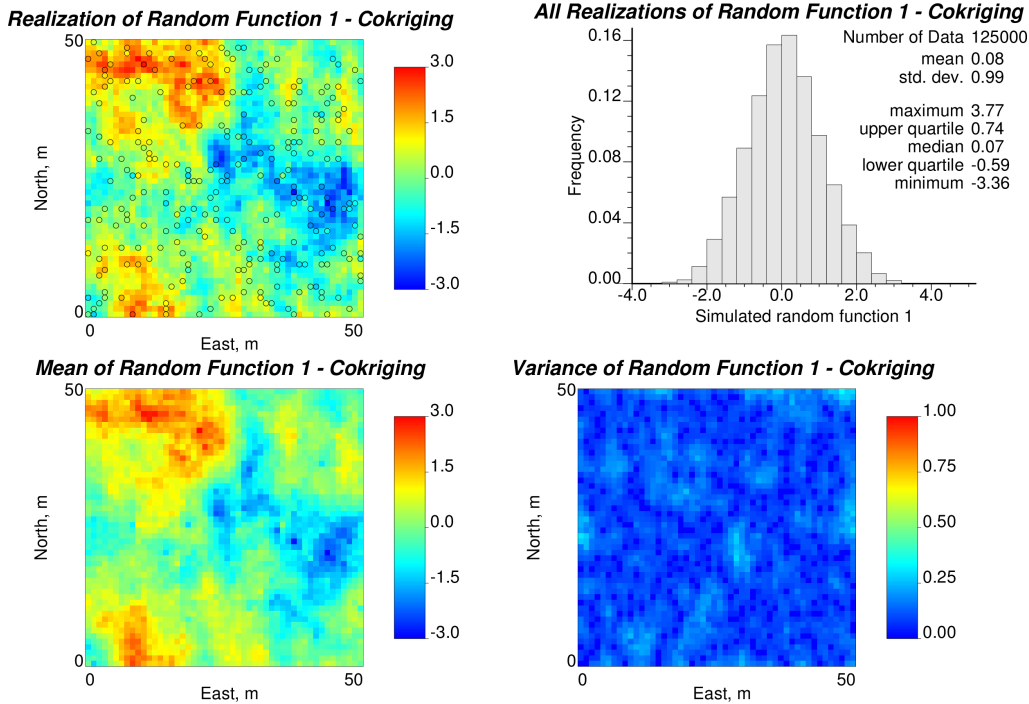 Realization of Random Function 1 - Cokriging
50
North, m
0
0
50
East, m
3.0
1.5
0.0
-1.5
-3.0
All Realizations of Random Function 1 - Cokriging
Number of Data 125000
mean 0.08
std. dev. 0.99
maximum 3.77
upper quartile 0.74
median 0.07
lower quartile -0.59
minimum -3.36
Frequency
0.16
0.12
0.08
0.04
0.00
-4.0
-2.0
0.0
2.0
4.0
Simulated random function 1
Mean of Random Function 1 - Cokriging
50
North, m
0
0
50
East, m
3.0
1.5
0.0
-1.5
-3.0
Variance of Random Function 1 - Cokriging
50
North, m
0
0
50
East, m
1.00
0.75
0.50
0.25
0.00